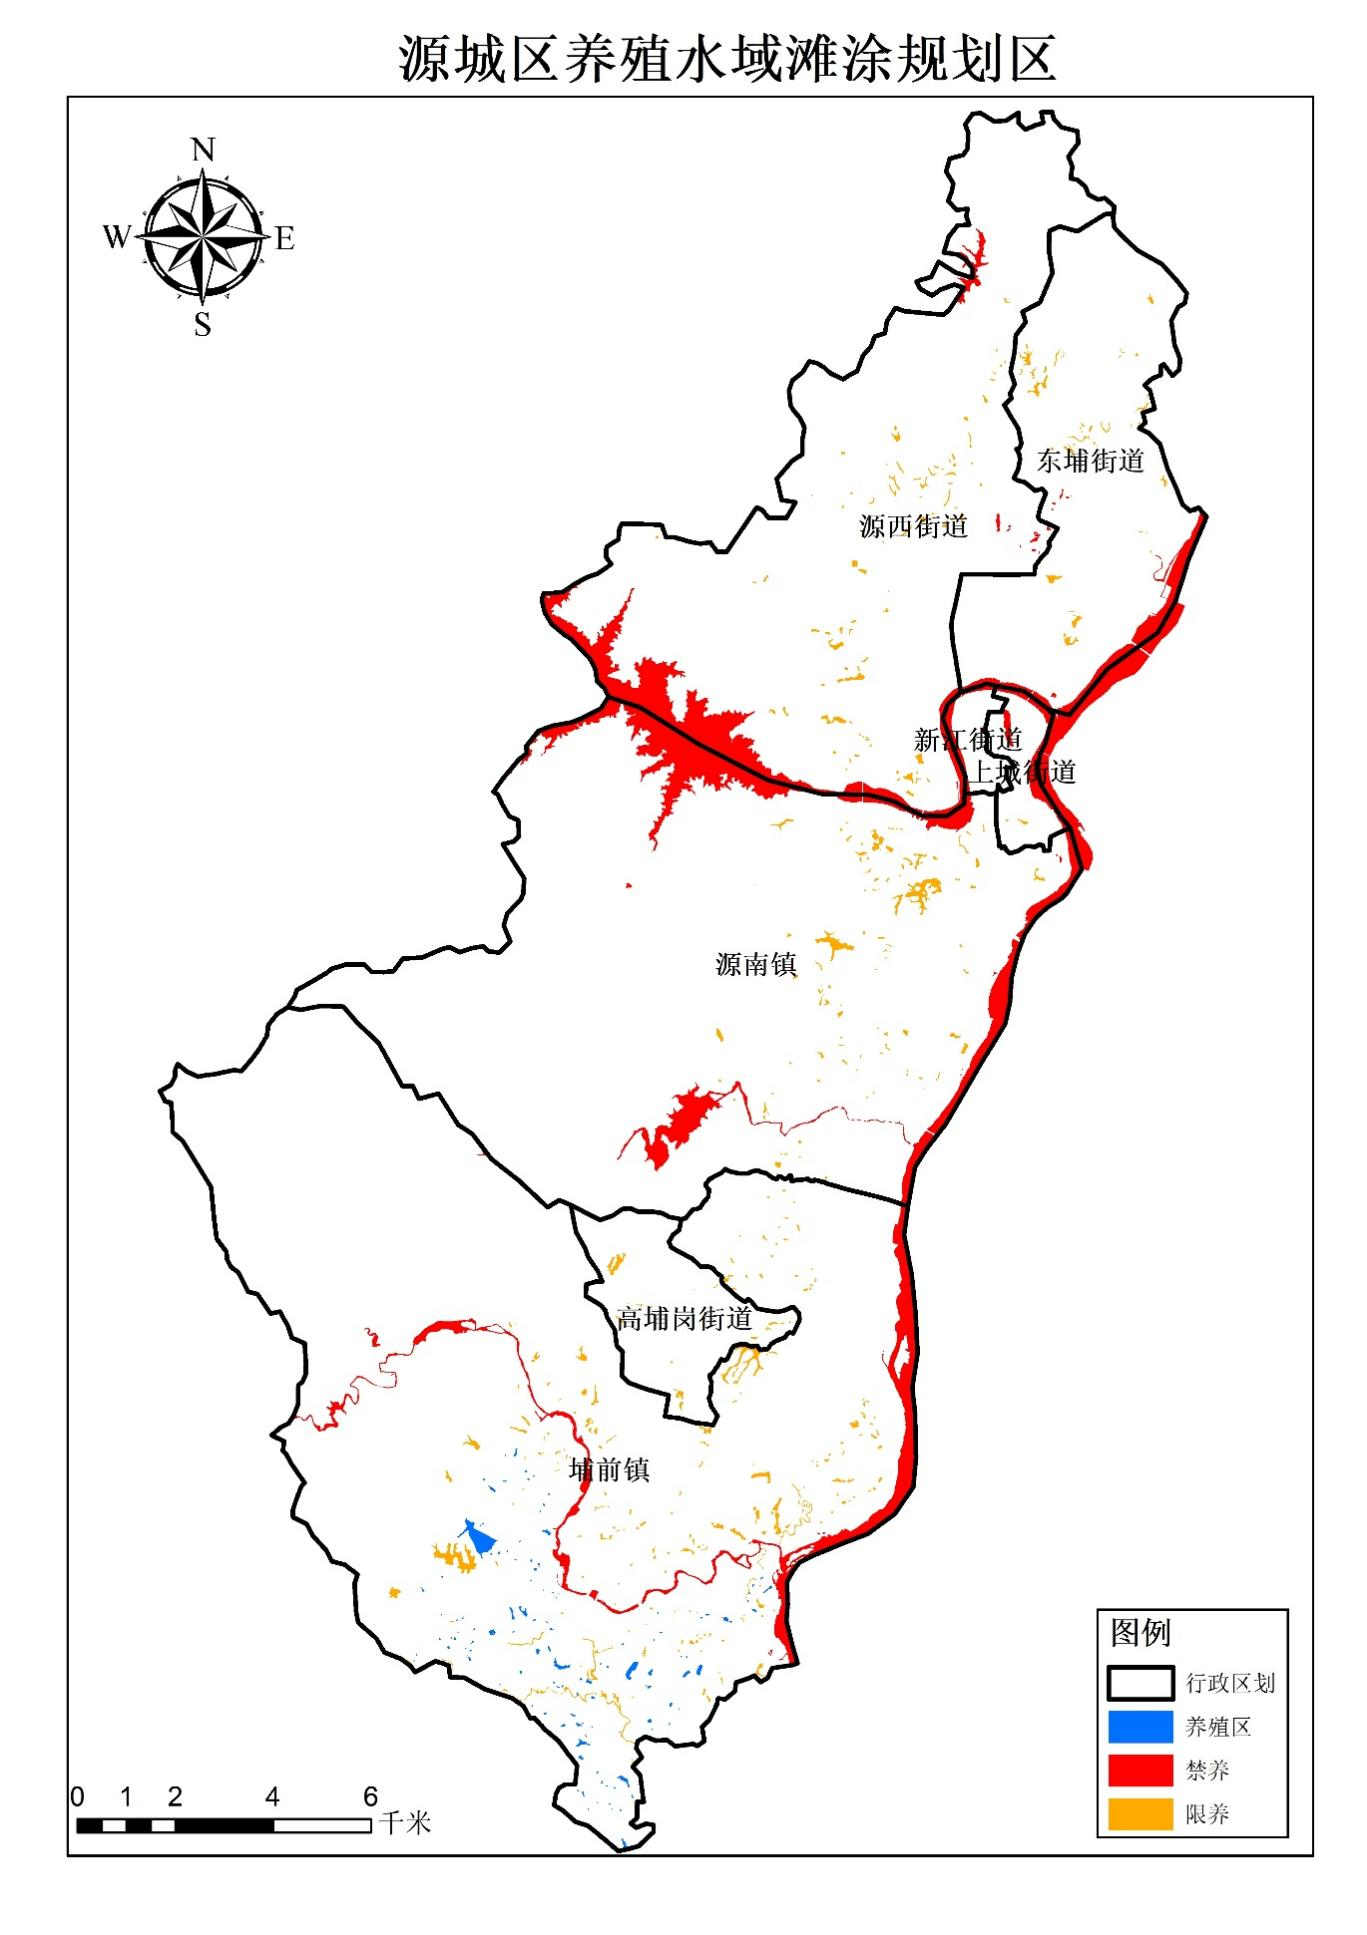 源城区养殖水域滩涂规划区
N
W
E
S
东埔街道
源西街道
新江街道
上城街道
源南镇
高埔岗街道
埔前镇
图例
行政区划
养殖区
禁养
限养
0 1 2 4 6
千米